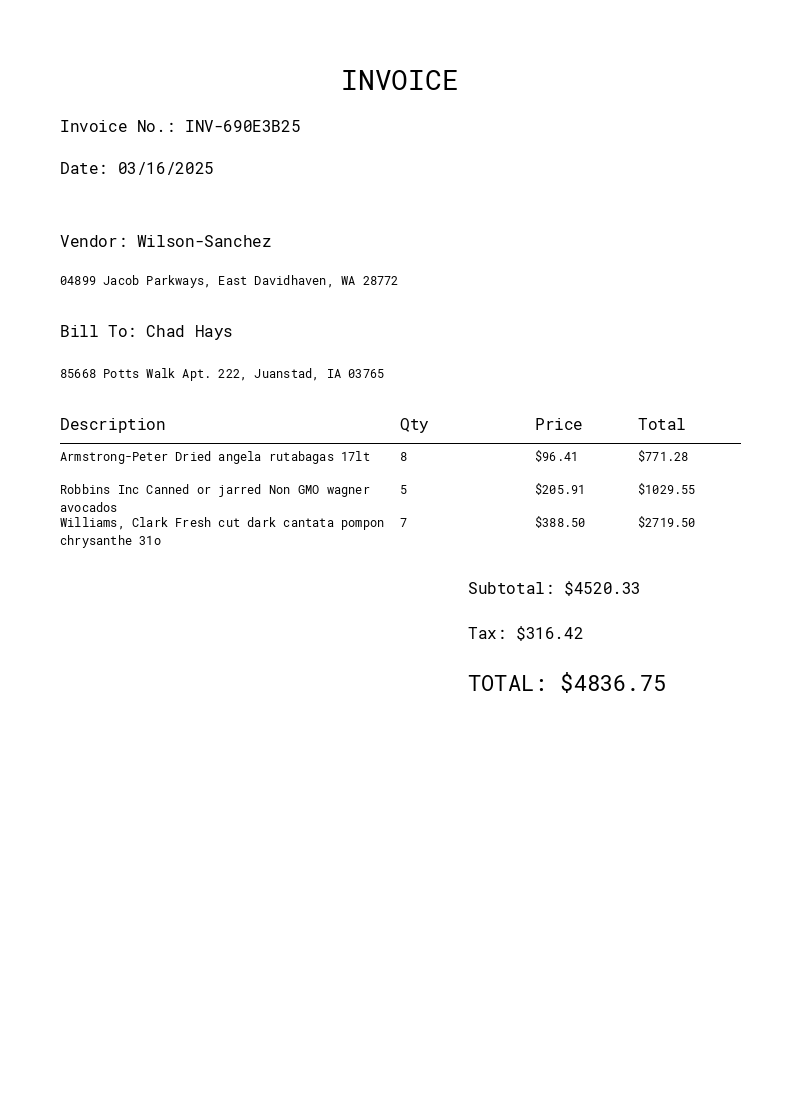 INVOICE
Invoice No.: INV-690E3B25
Date: 03/16/2025
Vendor: Wilson-Sanchez
04899 Jacob Parkways, East Davidhaven, WA 28772
Bill To: Chad Hays
85668 Potts Walk Apt. 222, Juanstad, IA 03765
Description Qty Price Total
Armstrong-Peter Dried angela rutabagas 17lt 8 $96.41 $771.28
Robbins Inc Canned or jarred Non GMO wagner 5 $205.91 $1029.55
avocados
Williams, Clark Fresh cut dark cantata pompon 7 $388.50 $2719.50
chrysanthe 31o
Subtotal: $4520.33
Tax: $316.42
TOTAL: $4836.75